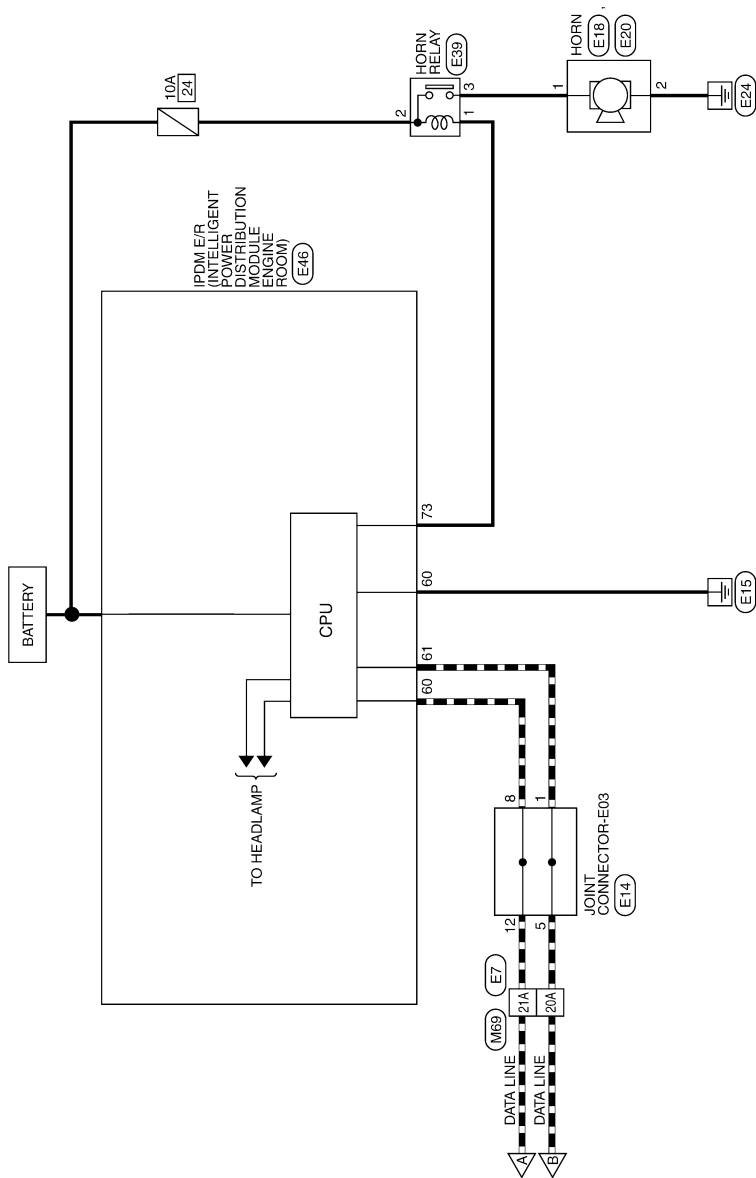 BATTERY
10A
24
HORN
RELAY
E39
2
1
3
HORN
E18
,
E20
1
2
E24
IPDM E/R
(INTELLIGENT
POWER
DISTRIBUTION
MODULE
ENGINE
ROOM)
E46
CPU
TO HEADLAMP
60
61
60
73
E15
8
1
JOINT
CONNECTOR-E03
E14
12
5
M69
E7
21A
20A
DATA LINE
DATA LINE
A
B